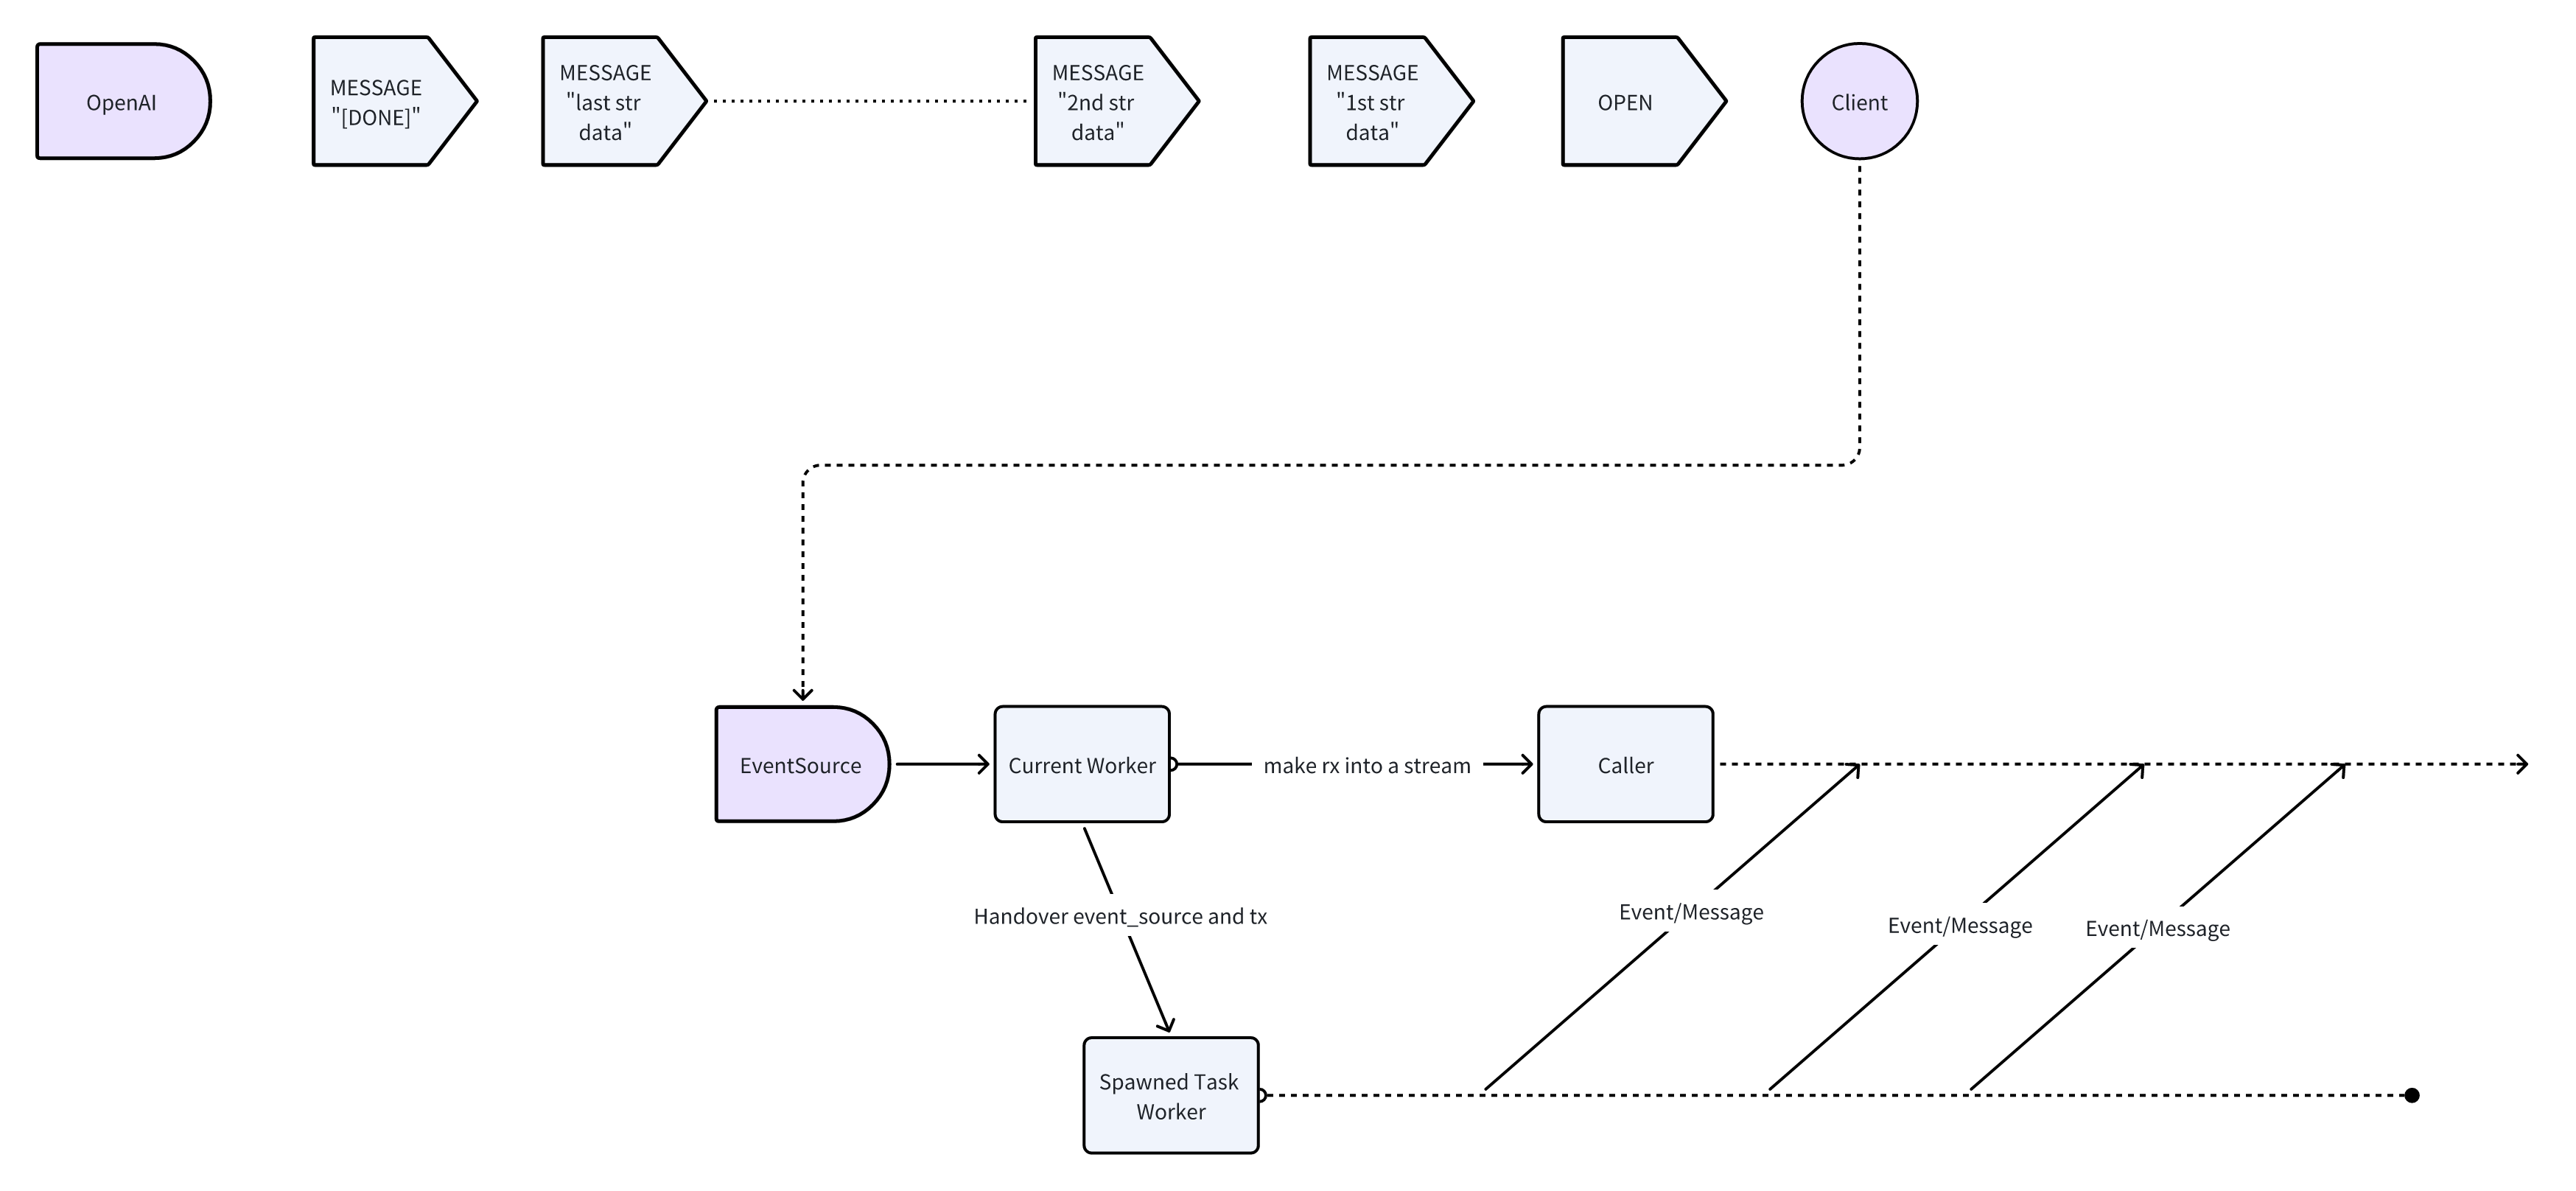 OpenAI
MESSAGE
"[DONE]"
MESSAGE
"last str
data"
MESSAGE
"2nd str
data"
MESSAGE
"1st str
data"
OPEN
Client
EventSource
Current Worker
make rx into a stream
Caller
Handover event_source and tx
Event/Message
Event/Message
Event/Message
Spawned Task
Worker